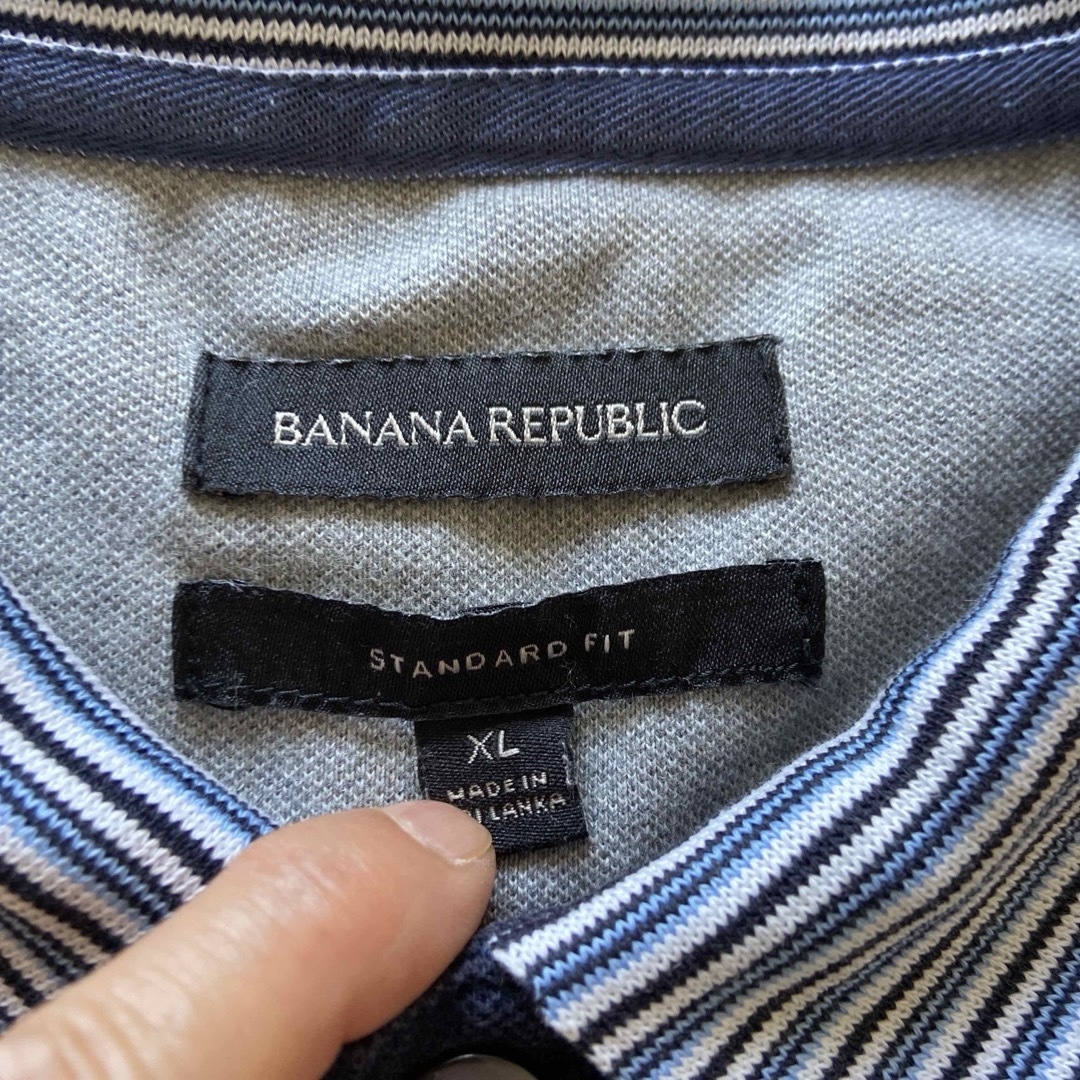 BANANA REPUBLIC
STANDARD FIT
XL
MADE IN
LANKA